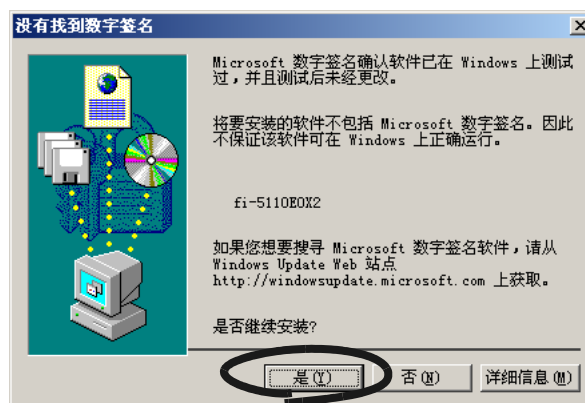 没有找到数字签名
Microsoft 数字签名确认软件已在 Windows 上测试
过，并且测试后未经更改。
将要安装的软件不包括 Microsoft 数字签名。因此
不保证该软件可在 Windows 上正确运行。
fi-5110EOX2
如果您想要搜寻 Microsoft 数字签名软件，请从
Windows Update Web 站点
http://windowsupdate.microsoft.com 上获取。
是否继续安装?
是(Y) 否(N) 详细信息(M)